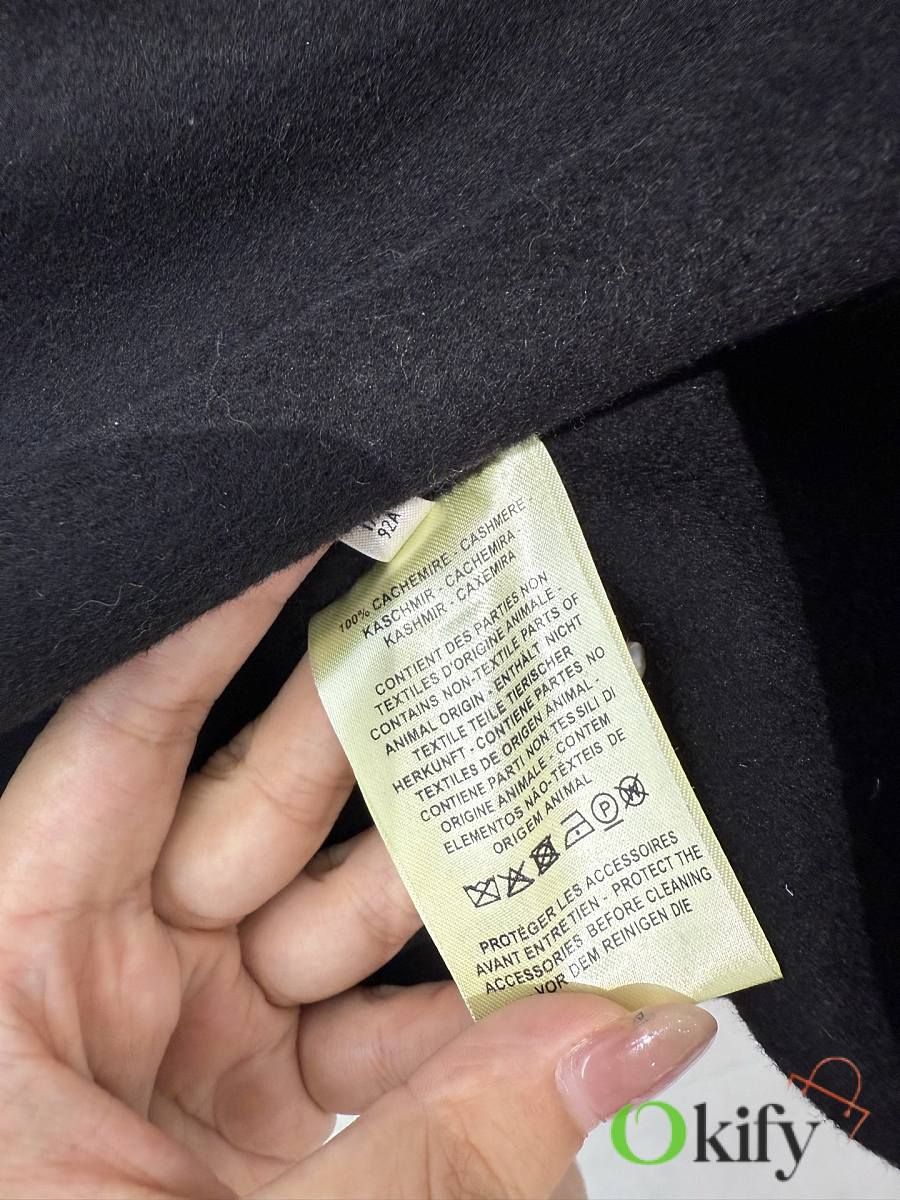 92A
100% CACHEMIRE - CASHMERE -
KASCHMIR - CACHEMIRA
KASHMIR - CAXEMIRA
CONTIENT DES PARTIES NON
TEXTILES D'ORIGINE ANIMALE -
CONTAINS NON-TEXTILE PARTS OF
ANIMAL ORIGIN - ENTHÄLT NICHT
TEXTILE TEILE TIERISCHER
HERKUNFT - CONTIENE PARTES NO
TEXTILES DE ORIGEN ANIMAL -
CONTIENE PARTI NON TESSILI DI
ORIGINE ANIMALE - CONTEM
ELEMENTOS NÃO-TÊXTEIS DE
ORIGEM ANIMAL
P W
PROTÉGER LES ACCESSOIRES
AVANT ENTRETIEN - PROTECT THE
ACCESSORIES BEFORE CLEANING
VOR DEM REINIGEN DIE
Okify